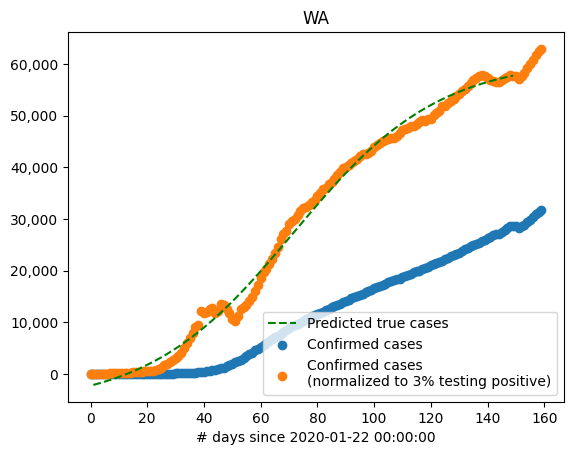 WA
60,000
50,000
40,000
30,000
20,000
10,000
0
Predicted true cases
Confirmed cases
Confirmed cases
(normalized to 3% testing positive)
0 20 40 60 80 100 120 140 160
# days since 2020-01-22 00:00:00